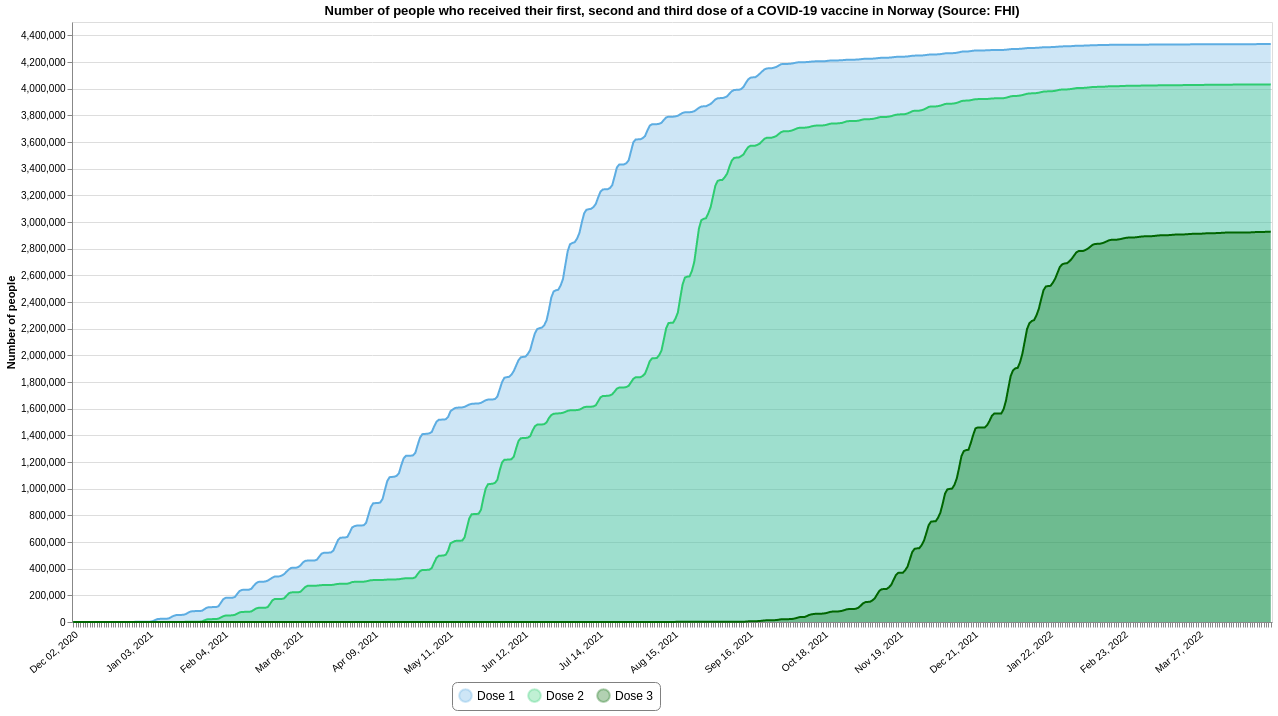 Number of people who received their first, second and third dose of a COVID-19 vaccine in Norway (Source: FHI)
Number of people
4,400,000
4,200,000
4,000,000
3,800,000
3,600,000
3,400,000
3,200,000
3,000,000
2,800,000
2,600,000
2,400,000
2,200,000
2,000,000
1,800,000
1,600,000
1,400,000
1,200,000
1,000,000
800,000
600,000
400,000
200,000
0
Dec 02, 2020
Jan 03, 2021
Feb 04, 2021
Mar 08, 2021
Apr 09, 2021
May 11, 2021
Jun 12, 2021
Jul 14, 2021
Aug 15, 2021
Sep 16, 2021
Oct 18, 2021
Nov 19, 2021
Dec 21, 2021
Jan 22, 2022
Feb 23, 2022
Mar 27, 2022
Dose 1 Dose 2 Dose 3